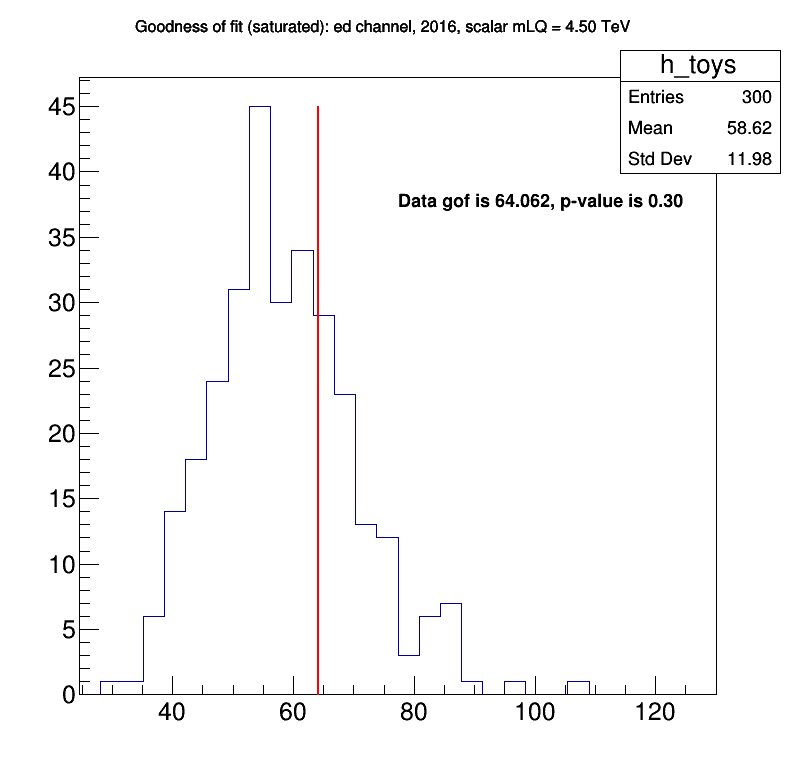 Goodness of fit (saturated): ed channel, 2016, scalar mLQ = 4.50 TeV
h_toys
Entries 300
Mean 58.62
Std Dev 11.98
Data gof is 64.062, p-value is 0.30
45
40
35
30
25
20
15
10
5
0
40 60 80 100 120